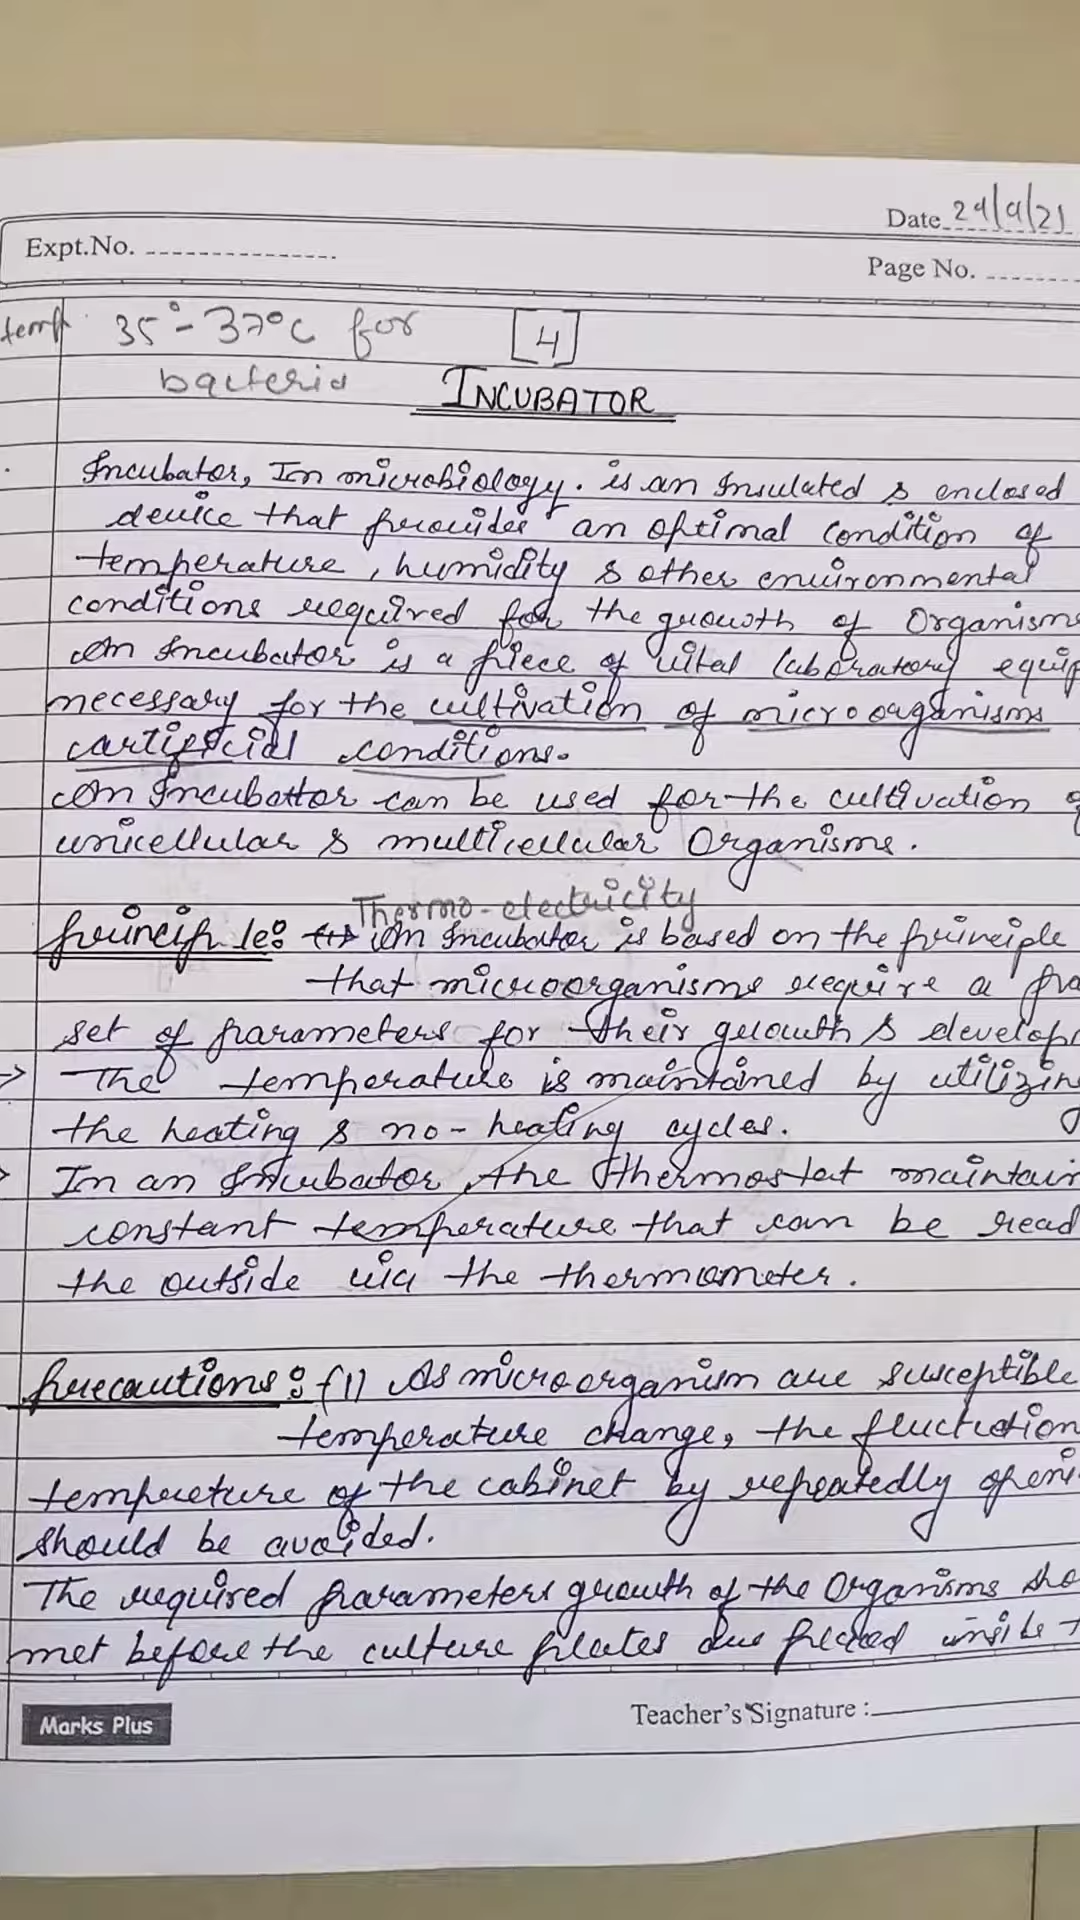 Date 29/9/21
Expt.No.
Page No.
temp 35°-37°C for [4]
bacteria INCUBATOR
Incubator, In microbiology. is an Insulated & enclosed
device that provides an optimal condition of
temperature, humidity & other environmental
conditions required for the growth of Organisms
An Incubator is a piece of vital laboratory equip
necessary for the cultivation of microorganisms
artificial conditions.
An Incubator can be used for the cultivation
unicellular & multicellular Organisms.
Thermo-electricity
Principle: An Incubator is based on the principle
that microorganisms require a
set of parameters for their growth & develop
→ The temperature is maintained by utilizin
the heating & no-heating cycles.
In an Incubator, the thermostat maintain
constant temperature that can be read
the outside via the thermometer.
Precautions: (1) As microorganism are susceptible
temperature change, the fluctution
tempreture of the cabinet by repeatedly openi
should be avoided.
The required parameters growth of the Organisms sho
met before the culture plates are placed inside
Marks Plus
Teacher's Signature :